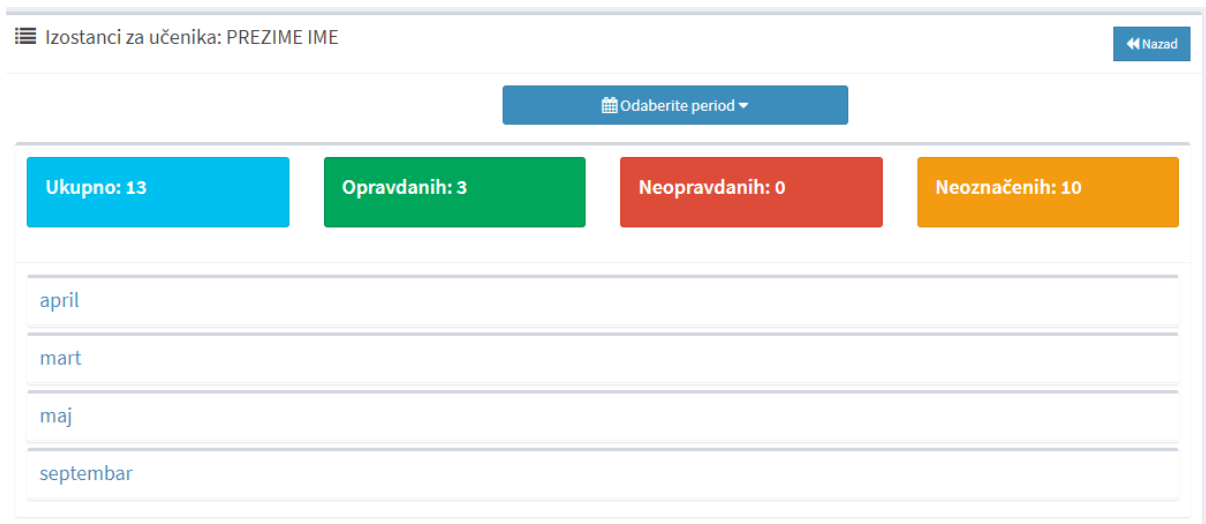 Izostanci za učenika: PREZIME IME
Nazad
Odaberite period
Ukupno: 13
Opravdanih: 3
Neopravdanih: 0
Neoznačenih: 10
april
mart
maj
septembar